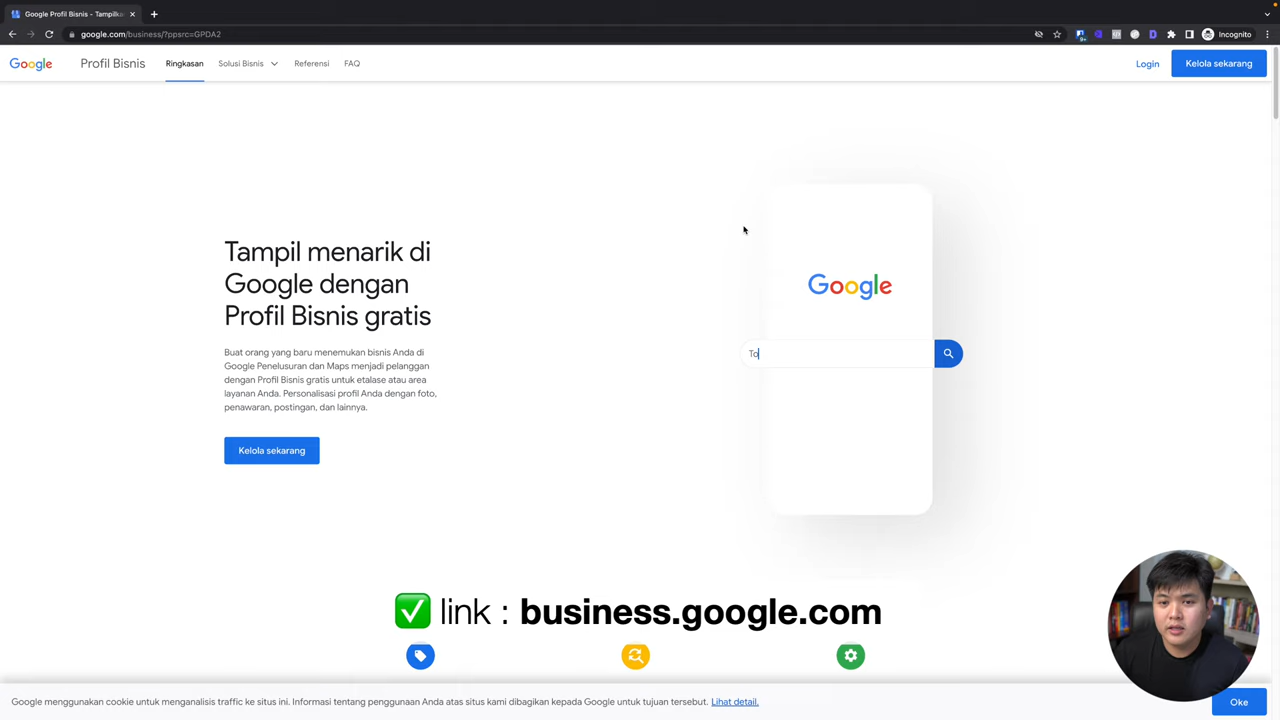 Google Profil Bisnis - Tampilka
google.com/business/?ppsrc=GPDA2
Incognito
Google Profil Bisnis Ringkasan Solusi Bisnis Referensi FAQ Login Kelola sekarang
Tampil menarik di
Google dengan
Profil Bisnis gratis
Buat orang yang baru menemukan bisnis Anda di
Google Penelusuran dan Maps menjadi pelanggan
dengan Profil Bisnis gratis untuk etalase atau area
layanan Anda. Personalisasi profil Anda dengan foto,
penawaran, postingan, dan lainnya.
Kelola sekarang
Google
To
link : business.google.com
Google menggunakan cookie untuk menganalisis traffic ke situs ini. Informasi tentang penggunaan Anda atas situs kami dibagikan kepada Google untuk tujuan tersebut. Lihat detail.
Oke